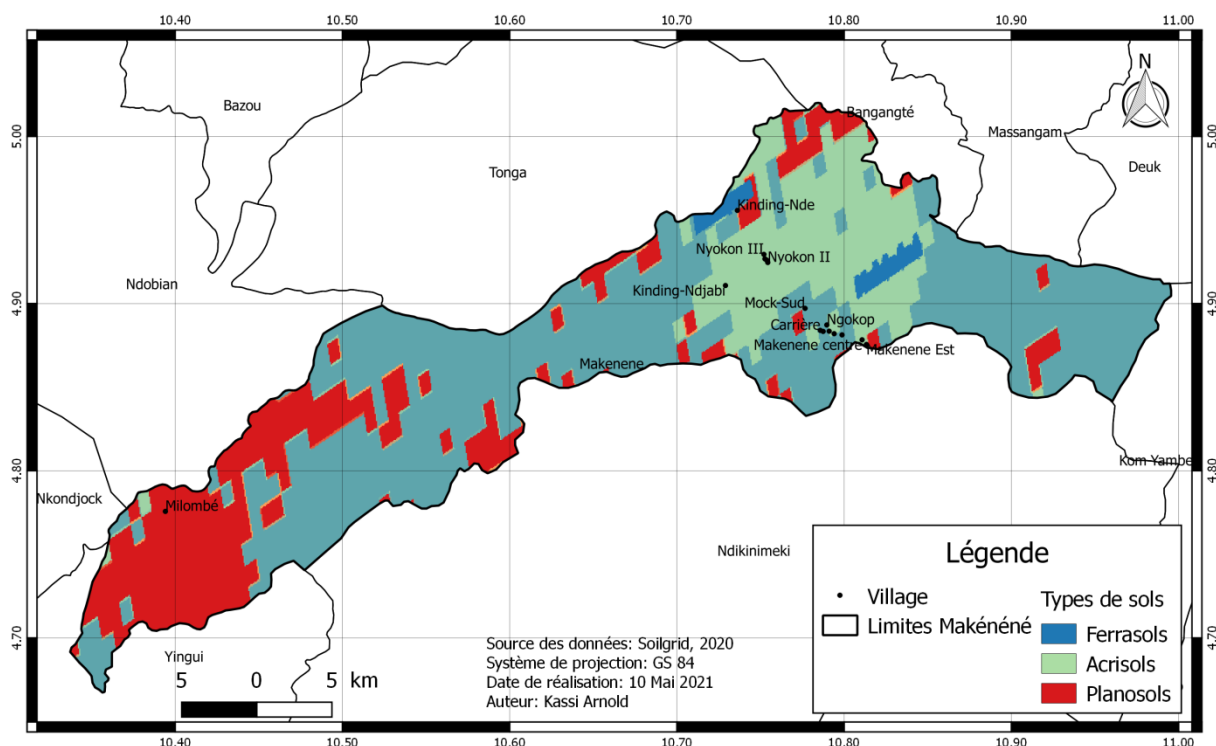 10.40 10.50 10.60 10.70 10.80 10.90 11.00
N
Bazou
Bangangté
Massangam
5.00 5.00
Tonga
Deuk
Kinding-Nde
Nyokon III Nyokon II
Ndobian
Kinding-Ndjabi
4.90 4.90
Mock-Sud
Carrière Ngokop
Makenene centre Makenene Est
Makenene
4.80 4.80
Kom Yambe
Nkondjock
Milombé
Ndikinimeki
Légende
Village
Limites Makénéné
Types de sols
Ferrasols
Acrisols
Planosols
4.70 4.70
Yingui
Source des données: Soilgrid, 2020
Système de projection: GS 84
Date de réalisation: 10 Mai 2021
Auteur: Kassi Arnold
5 0 5 km
10.40 10.50 10.60 10.70 10.80 10.90 11.00